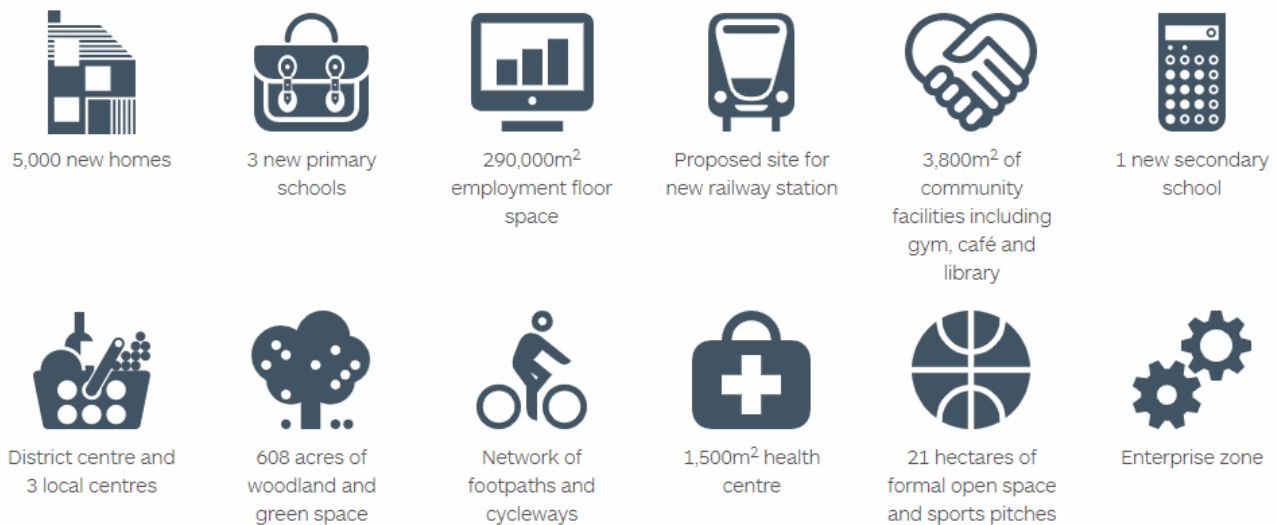 5,000 new homes
3 new primary
schools
290,000m²
employment floor
space
Proposed site for
new railway station
3,800m² of
community
facilities including
gym, café and
library
1 new secondary
school
District centre and
3 local centres
608 acres of
woodland and
green space
Network of
footpaths and
cycleways
1,500m² health
centre
21 hectares of
formal open space
and sports pitches
Enterprise zone